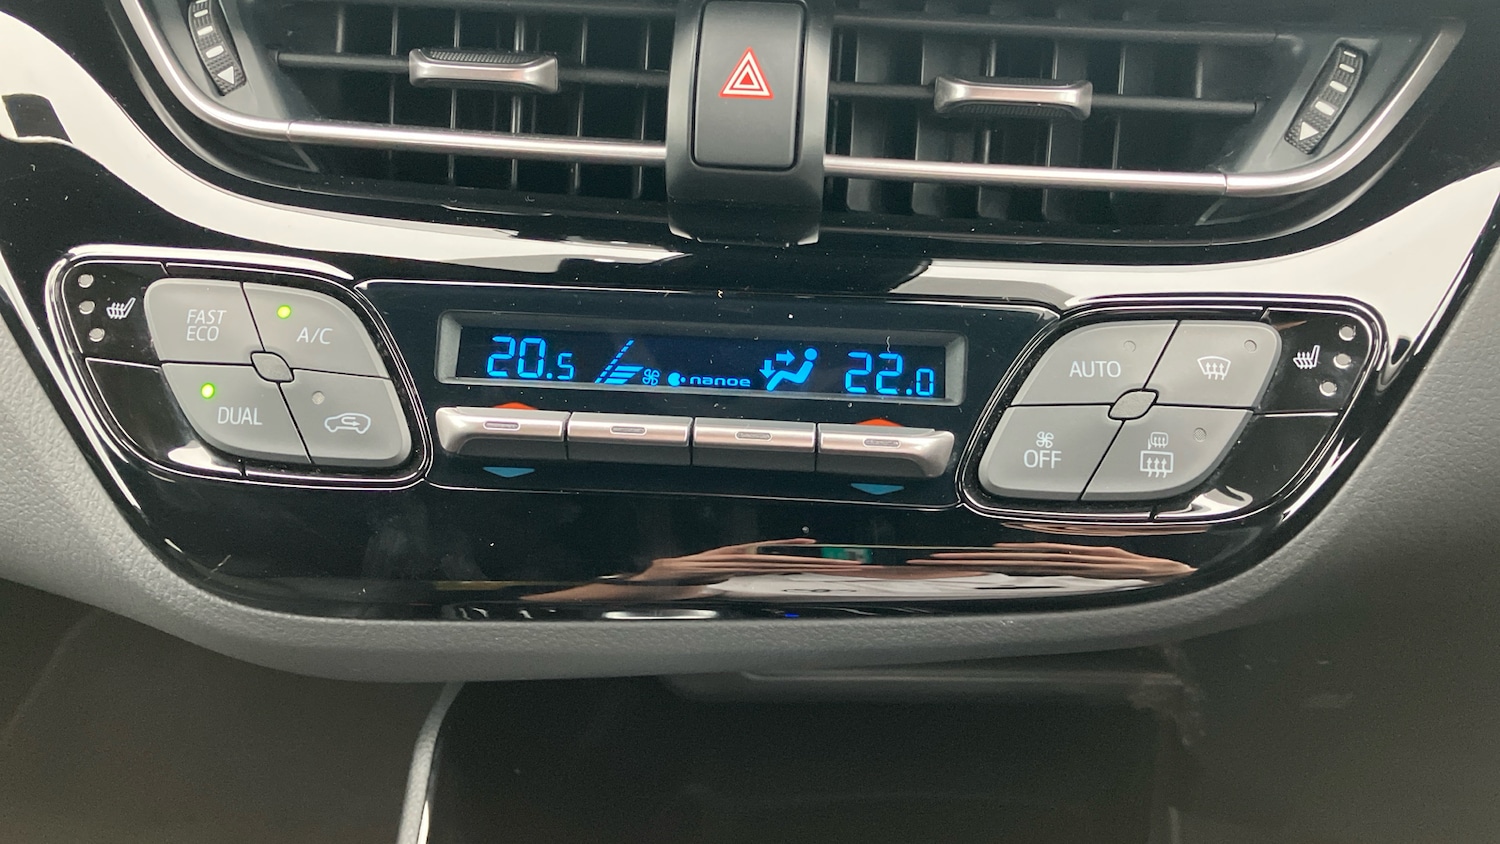 FAST
ECO
A/C
DUAL
20.5
nanoe
22.0
AUTO
OFF